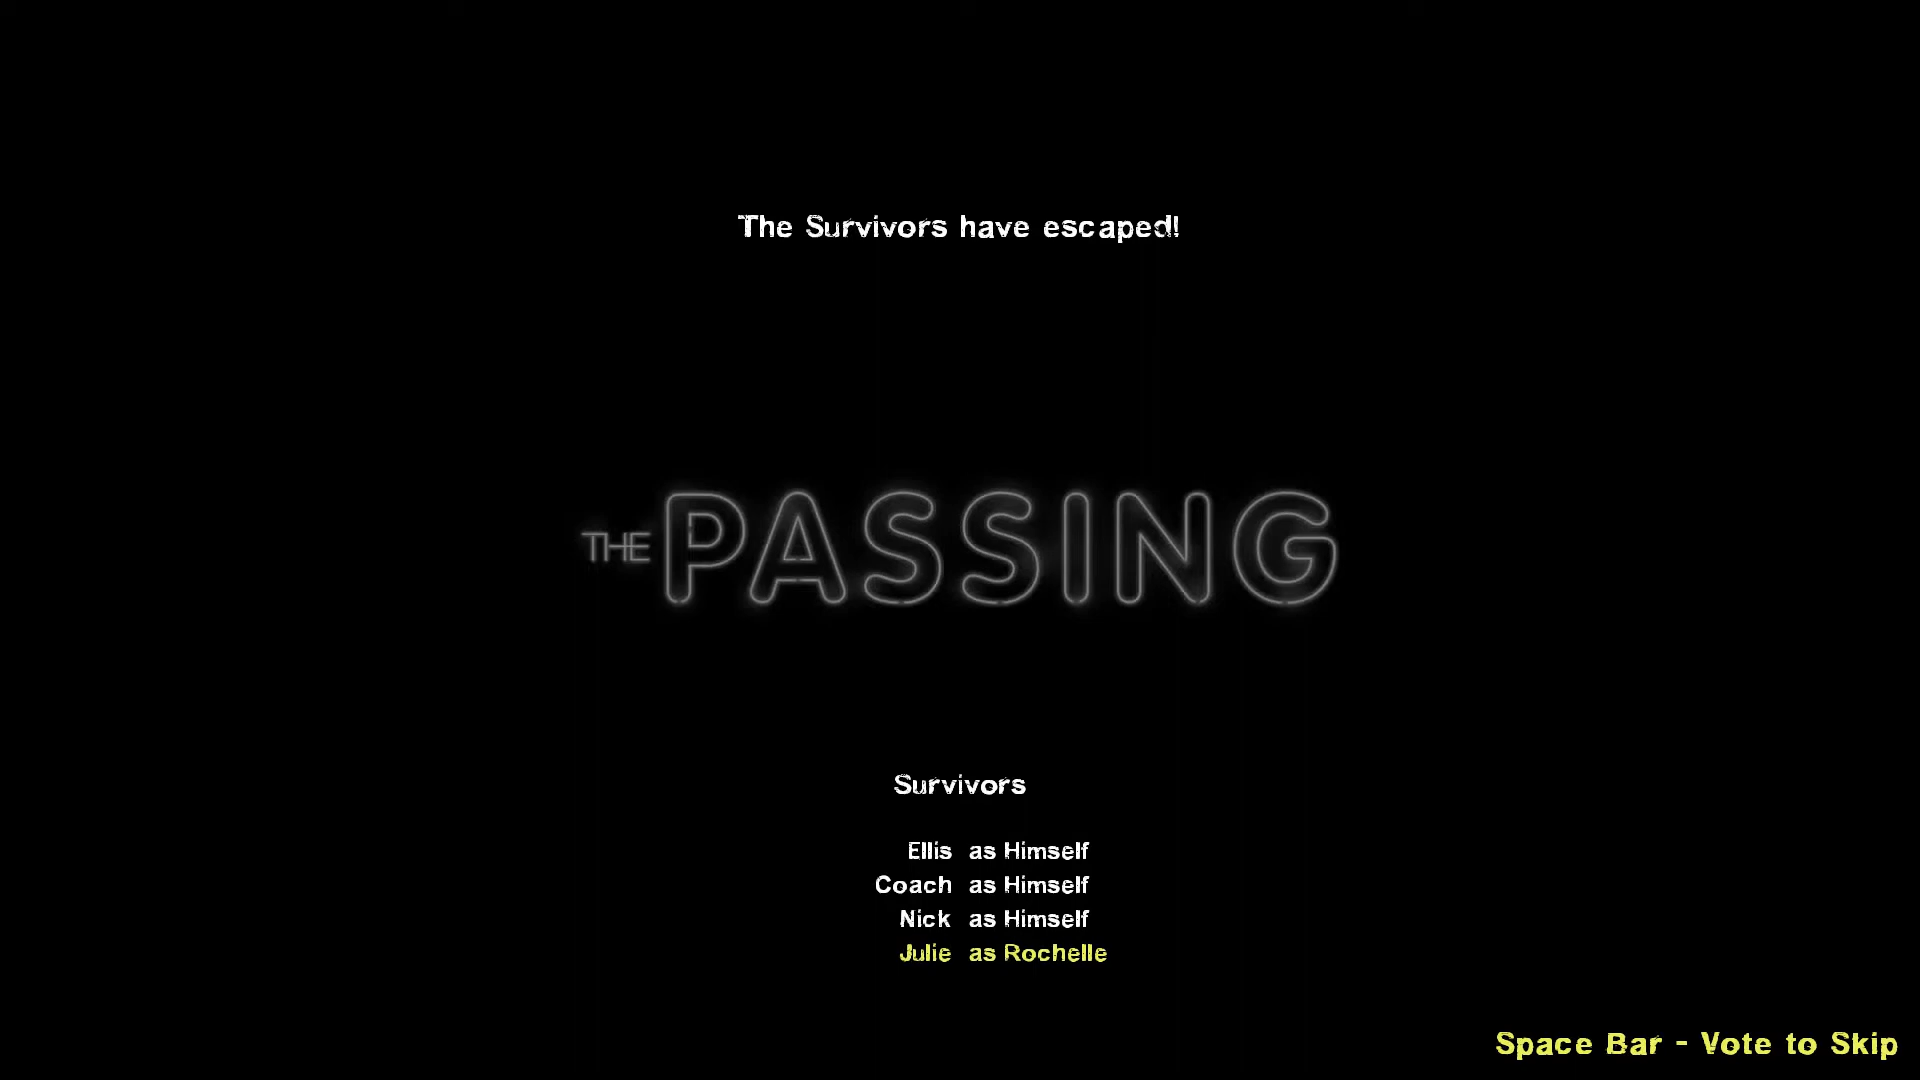 The Survivors have escaped!
THE PASSING
Survivors
Ellis as Himself
Coach as Himself
Nick as Himself
Julie as Rochelle
Space Bar - Vote to Skip